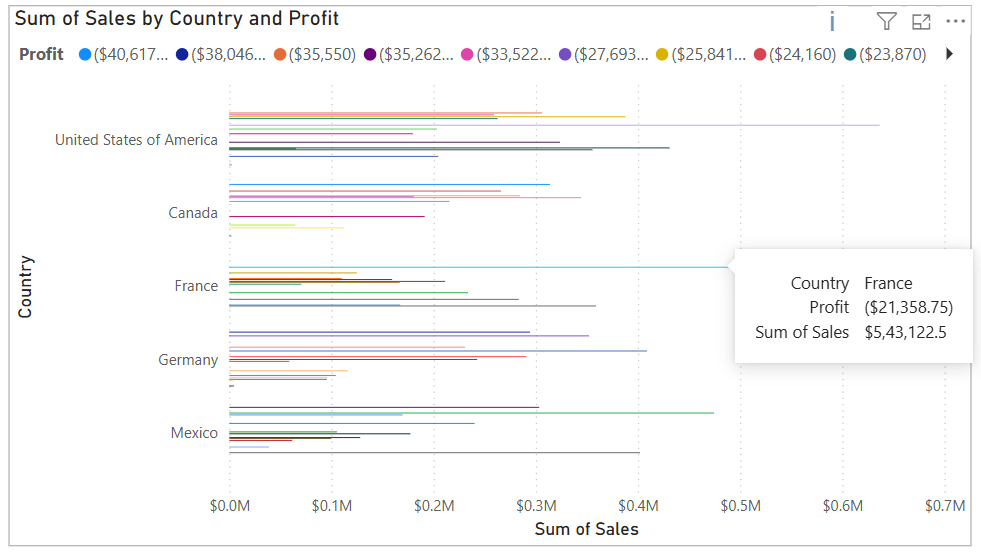 Sum of Sales by Country and Profit
Profit ($40,617... ($38,046... ($35,550) ($35,262... ($33,522... ($27,693... ($25,841... ($24,160) ($23,870)
United States of America
Canada
France
Germany
Mexico
Country
Country France
Profit ($21,358.75)
Sum of Sales $5,43,122.5
$0.0M $0.1M $0.2M $0.3M $0.4M $0.5M $0.6M $0.7M
Sum of Sales